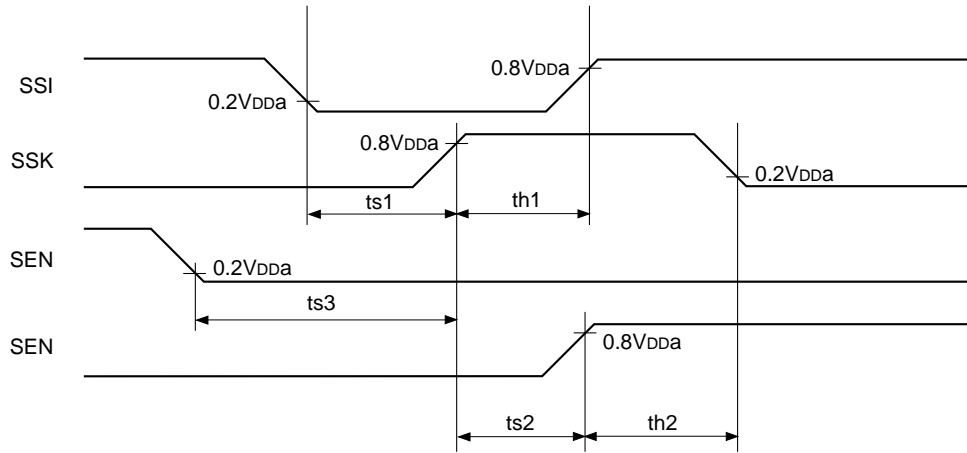 SSI
0.8VDDa
0.2VDDa
SSK
0.8VDDa
0.2VDDa
ts1
th1
SEN
0.2VDDa
ts3
SEN
0.8VDDa
ts2
th2